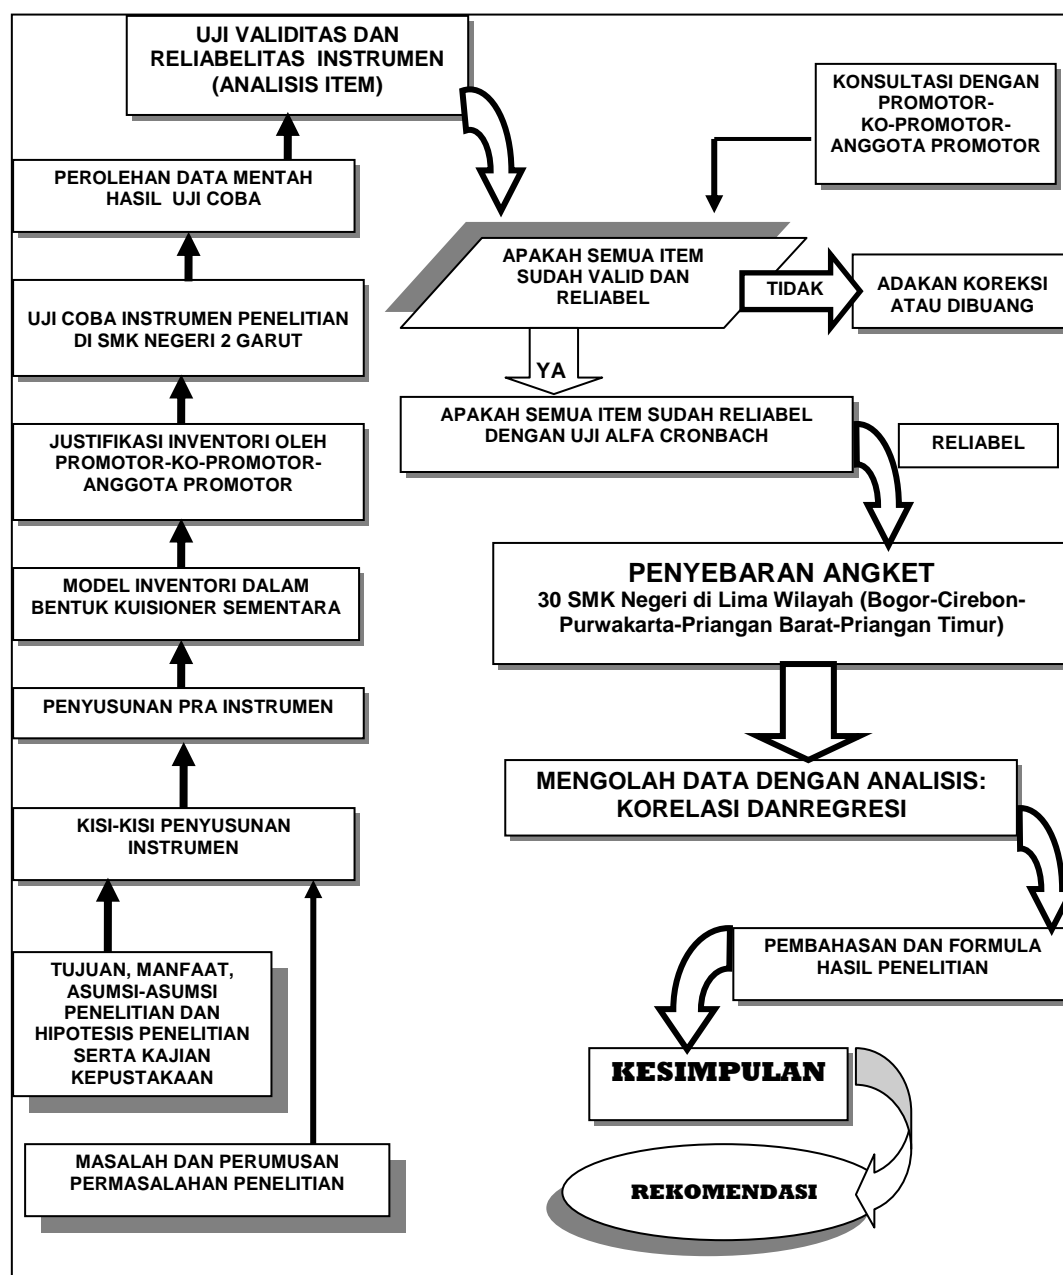 UJI VALIDITAS DAN
RELIABELITAS INSTRUMEN
(ANALISIS ITEM)
KONSULTASI DENGAN
PROMOTOR-
KO-PROMOTOR-
ANGGOTA PROMOTOR
PEROLEHAN DATA MENTAH
HASIL UJI COBA
APAKAH SEMUA ITEM
SUDAH VALID DAN
RELIABEL
TIDAK
ADAKAN KOREKSI
ATAU DIBUANG
UJI COBA INSTRUMEN PENELITIAN
DI SMK NEGERI 2 GARUT
YA
APAKAH SEMUA ITEM SUDAH RELIABEL
DENGAN UJI ALFA CRONBACH
RELIABEL
JUSTIFIKASI INVENTORI OLEH
PROMOTOR-KO-PROMOTOR-
ANGGOTA PROMOTOR
PENYEBARAN ANGKET
30 SMK Negeri di Lima Wilayah (Bogor-Cirebon-
Purwakarta-Priangan Barat-Priangan Timur)
MODEL INVENTORI DALAM
BENTUK KUISIONER SEMENTARA
PENYUSUNAN PRA INSTRUMEN
MENGOLAH DATA DENGAN ANALISIS:
KORELASI DANREGRESI
KISI-KISI PENYUSUNAN
INSTRUMEN
PEMBAHASAN DAN FORMULA
HASIL PENELITIAN
TUJUAN, MANFAAT,
ASUMSI-ASUMSI
PENELITIAN DAN
HIPOTESIS PENELITIAN
SERTA KAJIAN
KEPUSTAKAAN
KESIMPULAN
MASALAH DAN PERUMUSAN
PERMASALAHAN PENELITIAN
REKOMENDASI